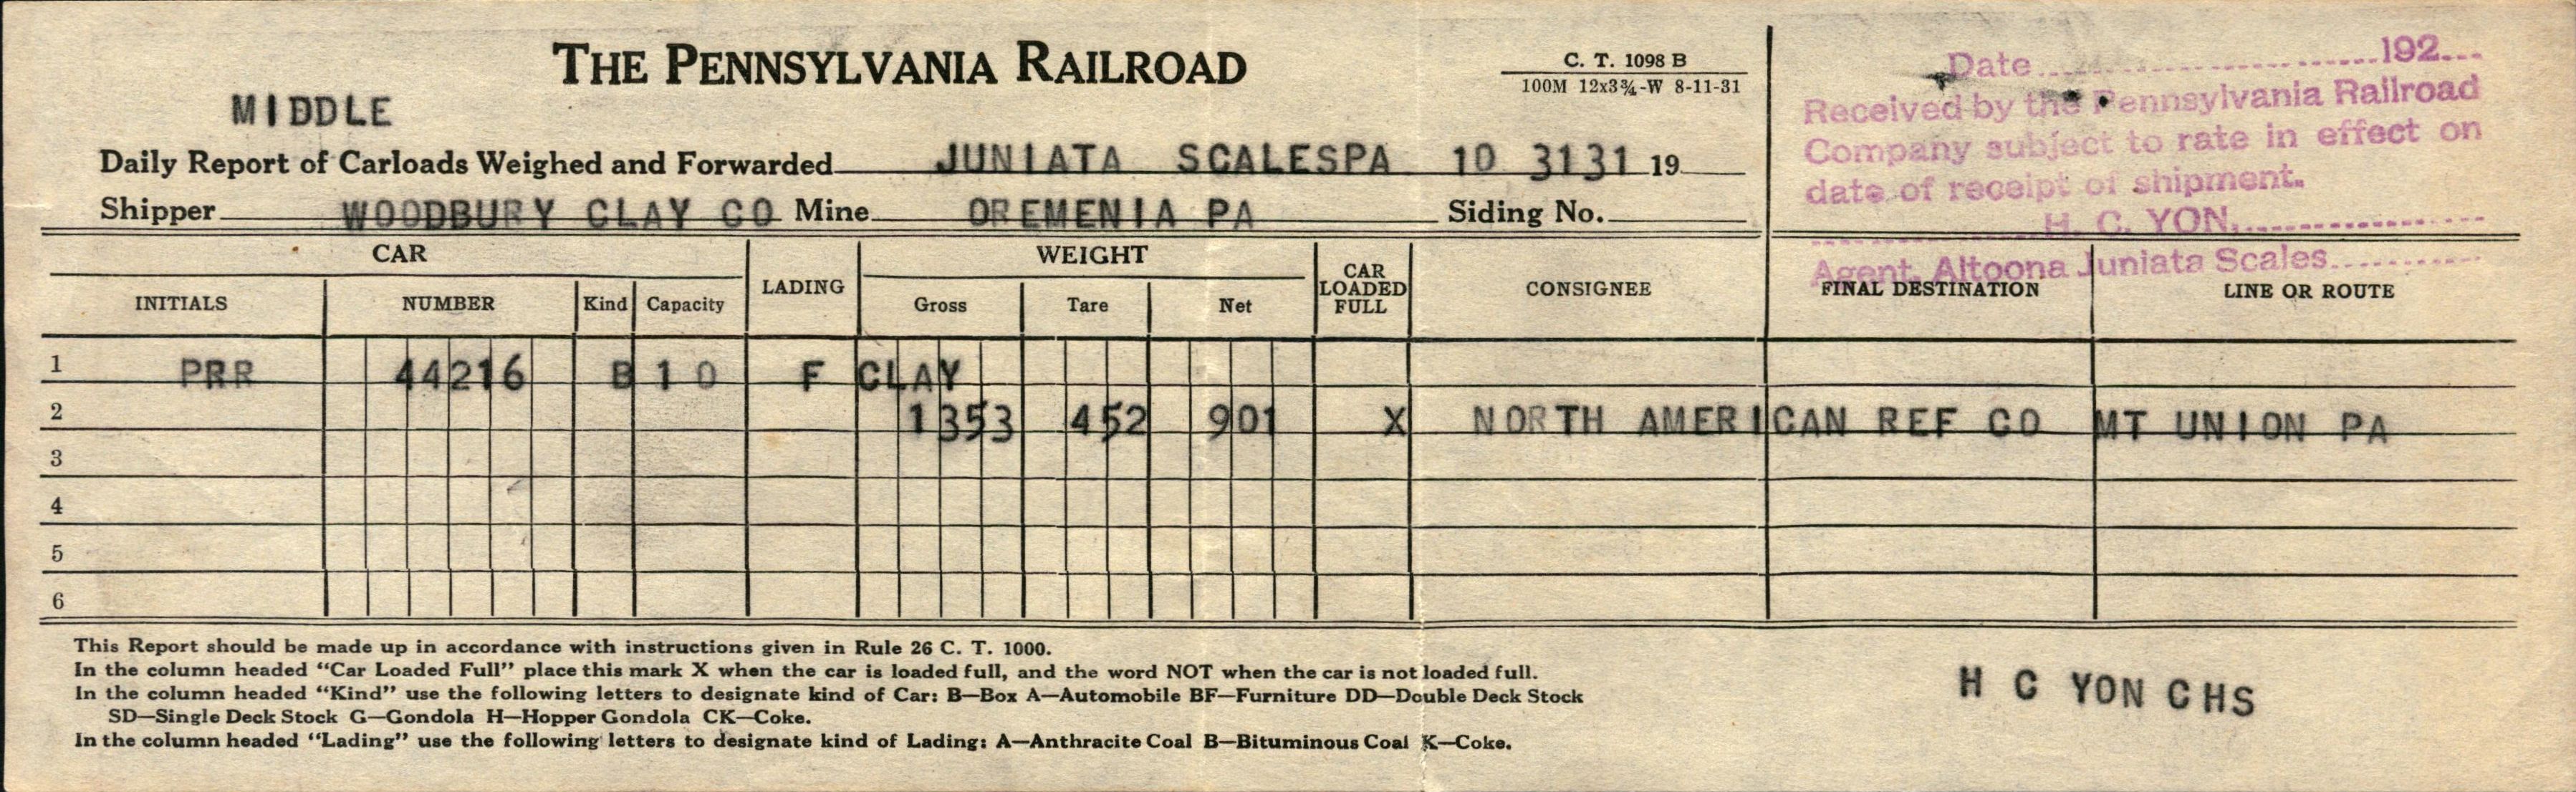 THE PENNSYLVANIA RAILROAD
C. T. 1098 B
100M 12x3¾-W 8-11-31
MIDDLE
Daily Report of Carloads Weighed and Forwarded JUNIATA SCALESPA 10 3131 19
Shipper WOODBURY CLAY CO Mine OREMENIA PA Siding No.
Date 192
Received by the Pennsylvania Railroad
Company subject to rate in effect on
date of receipt of shipment.
H. C. YON,
Agent, Altoona Juniata Scales
CAR LADING WEIGHT CAR LOADED FULL CONSIGNEE FINAL DESTINATION LINE OR ROUTE
INITIALS NUMBER Kind Capacity Gross Tare Net
1 PRR 44216 B 10 F CLAY
2 1353 452 901 X NORTH AMERICAN REF CO MT UNION PA
3
4
5
6
This Report should be made up in accordance with instructions given in Rule 26 C. T. 1000.
In the column headed “Car Loaded Full” place this mark X when the car is loaded full, and the word NOT when the car is not loaded full.
In the column headed “Kind” use the following letters to designate kind of Car: B—Box A—Automobile BF—Furniture DD—Double Deck Stock
SD—Single Deck Stock G—Gondola H—Hopper Gondola CK—Coke.
In the column headed “Lading” use the following letters to designate kind of Lading: A—Anthracite Coal B—Bituminous Coal K—Coke.
H C YON CHS